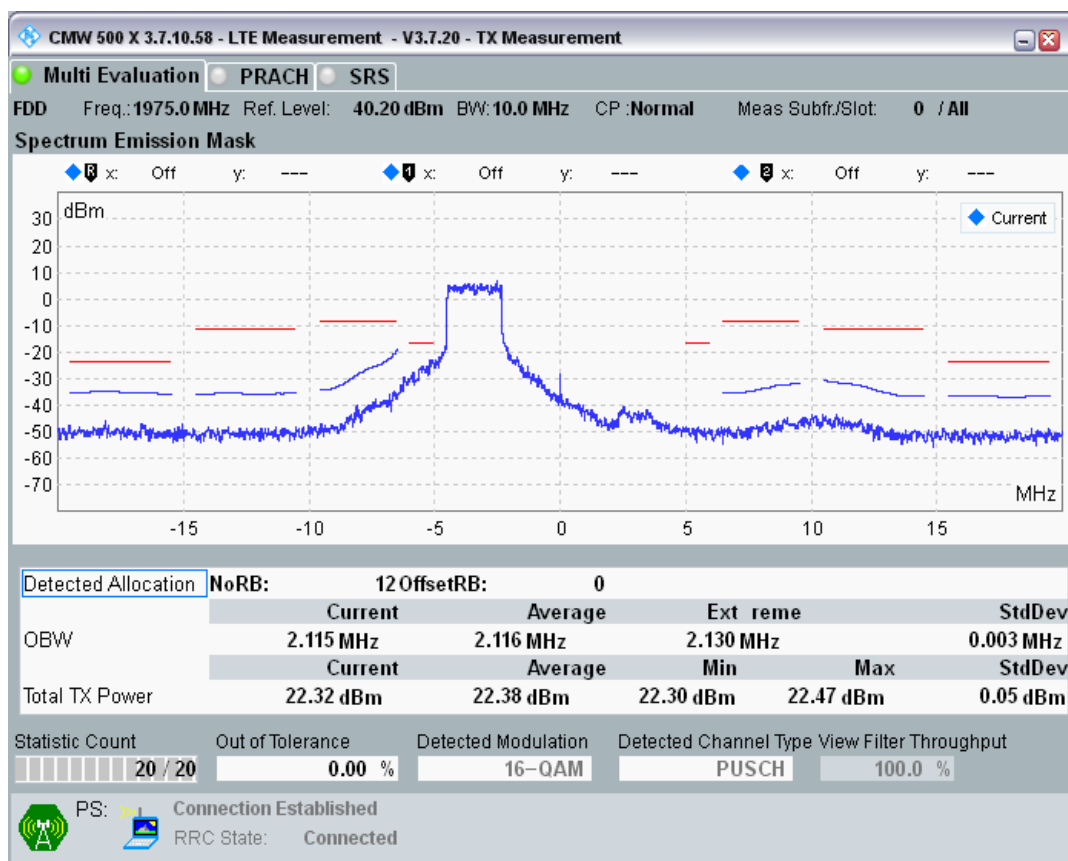 CMW 500 X 3.7.10.58 - LTE Measurement - V3.7.20 - TX Measurement
Multi Evaluation PRACH SRS
FDD Freq.: 1975.0 MHz Ref. Level: 40.20 dBm BW: 10.0 MHz CP :Normal Meas Subfr./Slot: 0 / All
Spectrum Emission Mask
R x: Off y: --- 1 x: Off y: --- 2 x: Off y: ---
dBm
Current
30
20
10
0
-10
-20
-30
-40
-50
-60
-70
MHz
-15 -10 -5 0 5 10 15
Detected Allocation NoRB: 12 OffsetRB: 0
Current Average Ext reme StdDev
OBW 2.115 MHz 2.116 MHz 2.130 MHz 0.003 MHz
Current Average Min Max StdDev
Total TX Power 22.32 dBm 22.38 dBm 22.30 dBm 22.47 dBm 0.05 dBm
Statistic Count Out of Tolerance Detected Modulation Detected Channel Type View Filter Throughput
20 / 20 0.00 % 16-QAM PUSCH 100.0 %
PS: Connection Established
RRC State: Connected